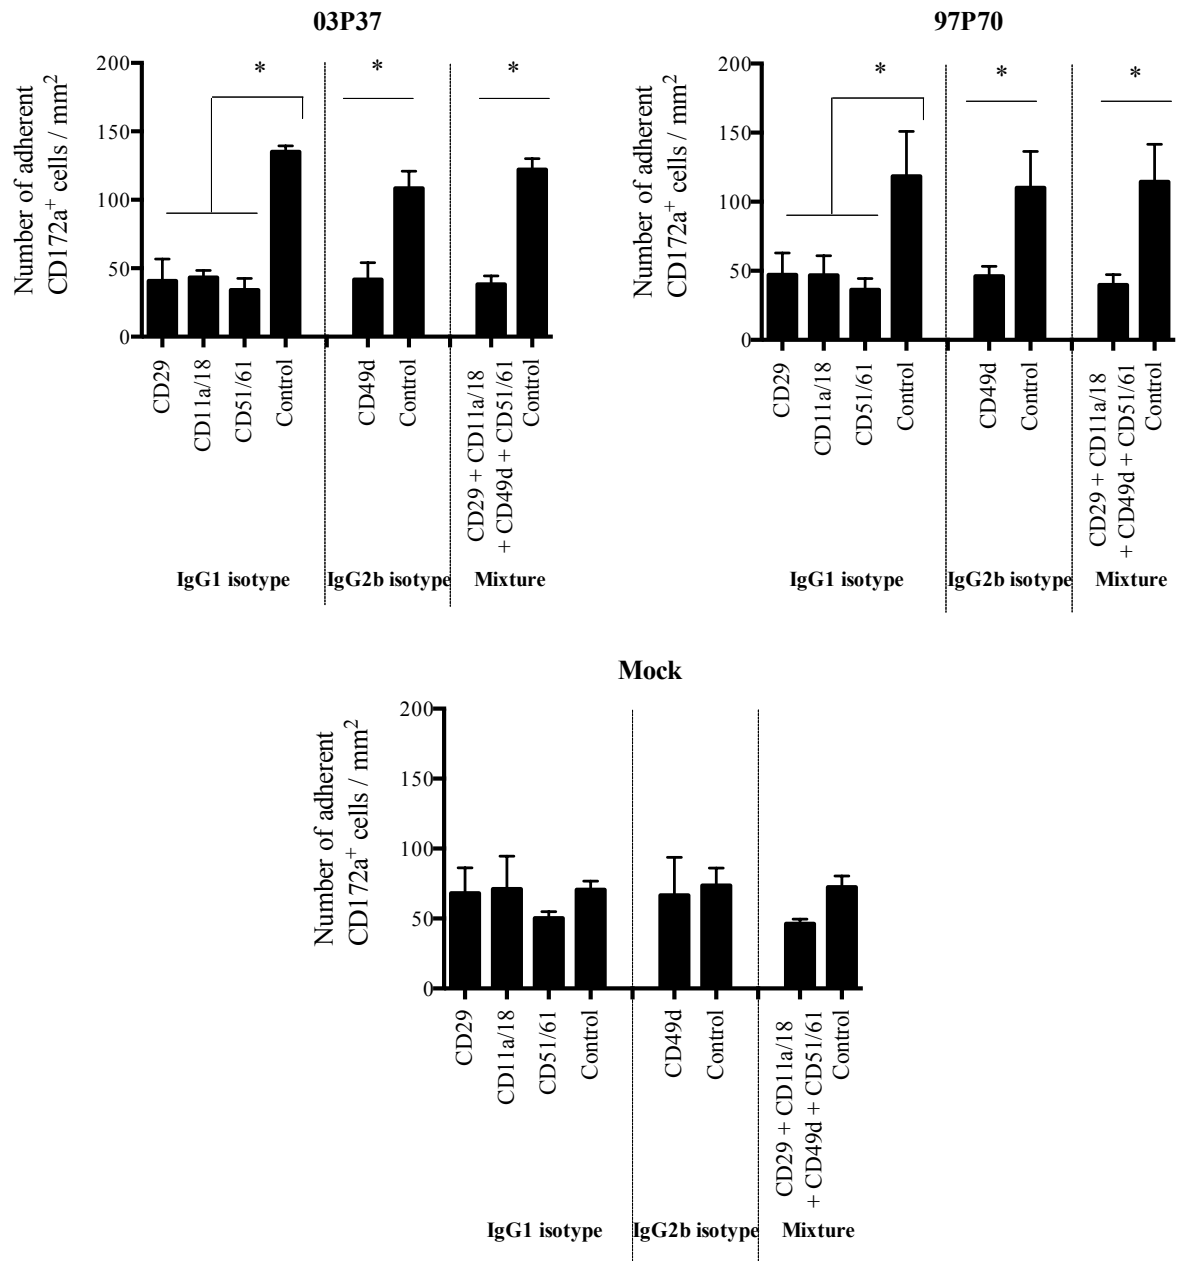 03P37
Number of adherent
CD172a+ cells / mm2
200
150
100
50
0
*
*
*
CD29
CD11a/18
CD51/61
Control
CD49d
Control
CD29 + CD11a/18
+ CD49d + CD51/61
Control
IgG1 isotype
IgG2b isotype
Mixture
97P70
Number of adherent
CD172a+ cells / mm2
200
150
100
50
0
*
*
*
CD29
CD11a/18
CD51/61
Control
CD49d
Control
CD29 + CD11a/18
+ CD49d + CD51/61
Control
IgG1 isotype
IgG2b isotype
Mixture
Mock
Number of adherent
CD172a+ cells / mm2
200
150
100
50
0
CD29
CD11a/18
CD51/61
Control
CD49d
Control
CD29 + CD11a/18
+ CD49d + CD51/61
Control
IgG1 isotype
IgG2b isotype
Mixture